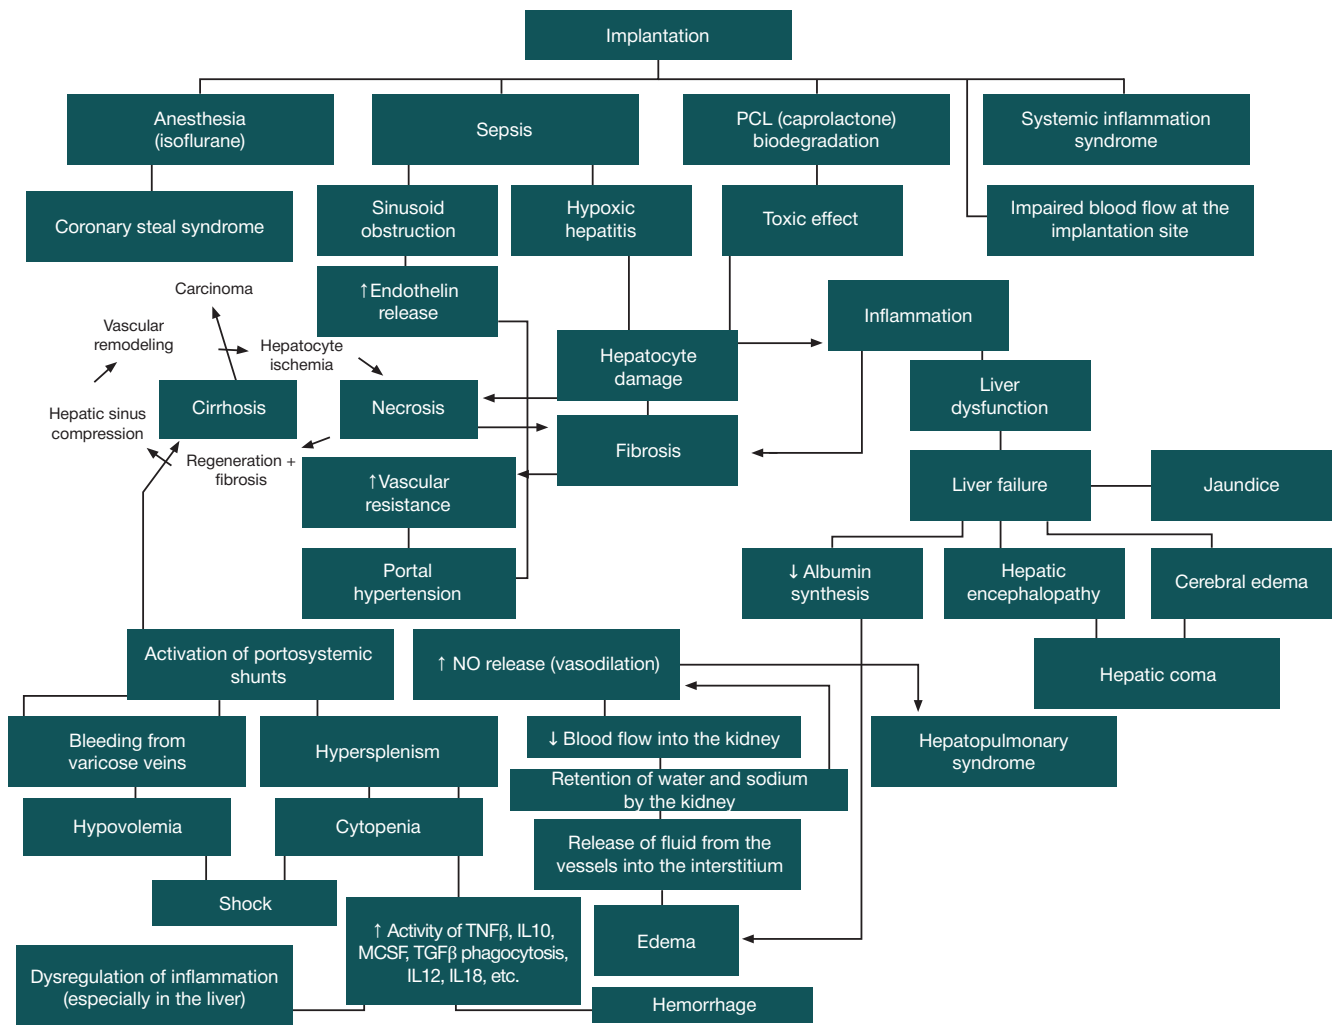 Implantation
Anesthesia
(isoflurane)
Sepsis
PCL (caprolactone)
biodegradation
Systemic inflammation
syndrome
Coronary steal syndrome
Sinusoid
obstruction
Hypoxic
hepatitis
Toxic effect
Impaired blood flow at the
implantation site
↑Endothelin
release
Carcinoma
Vascular
remodeling
Hepatocyte
ischemia
Hepatocyte
damage
Inflammation
Cirrhosis
Necrosis
Liver
dysfunction
Hepatic sinus
compression
Regeneration +
fibrosis
Fibrosis
↑Vascular
resistance
Liver failure
Jaundice
Portal
hypertension
↓ Albumin
synthesis
Hepatic
encephalopathy
Cerebral edema
Activation of portosystemic
shunts
↑ NO release (vasodilation)
Hepatic coma
Bleeding from
varicose veins
Hypersplenism
↓ Blood flow into the kidney
Hepatopulmonary
syndrome
Retention of water and sodium
by the kidney
Hypovolemia
Cytopenia
Release of fluid from the
vessels into the interstitium
Shock
↑ Activity of TNFβ, IL10,
MCSF, TGFβ phagocytosis,
IL12, IL18, etc.
Edema
Dysregulation of inflammation
(especially in the liver)
Hemorrhage